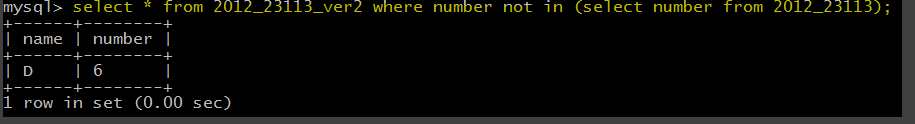 mysql> select * from 2012_23113_ver2 where number not in (select number from 2012_23113);
+------+--------+
| name | number |
+------+--------+
| D    | 6      |
+------+--------+
1 row in set (0.00 sec)